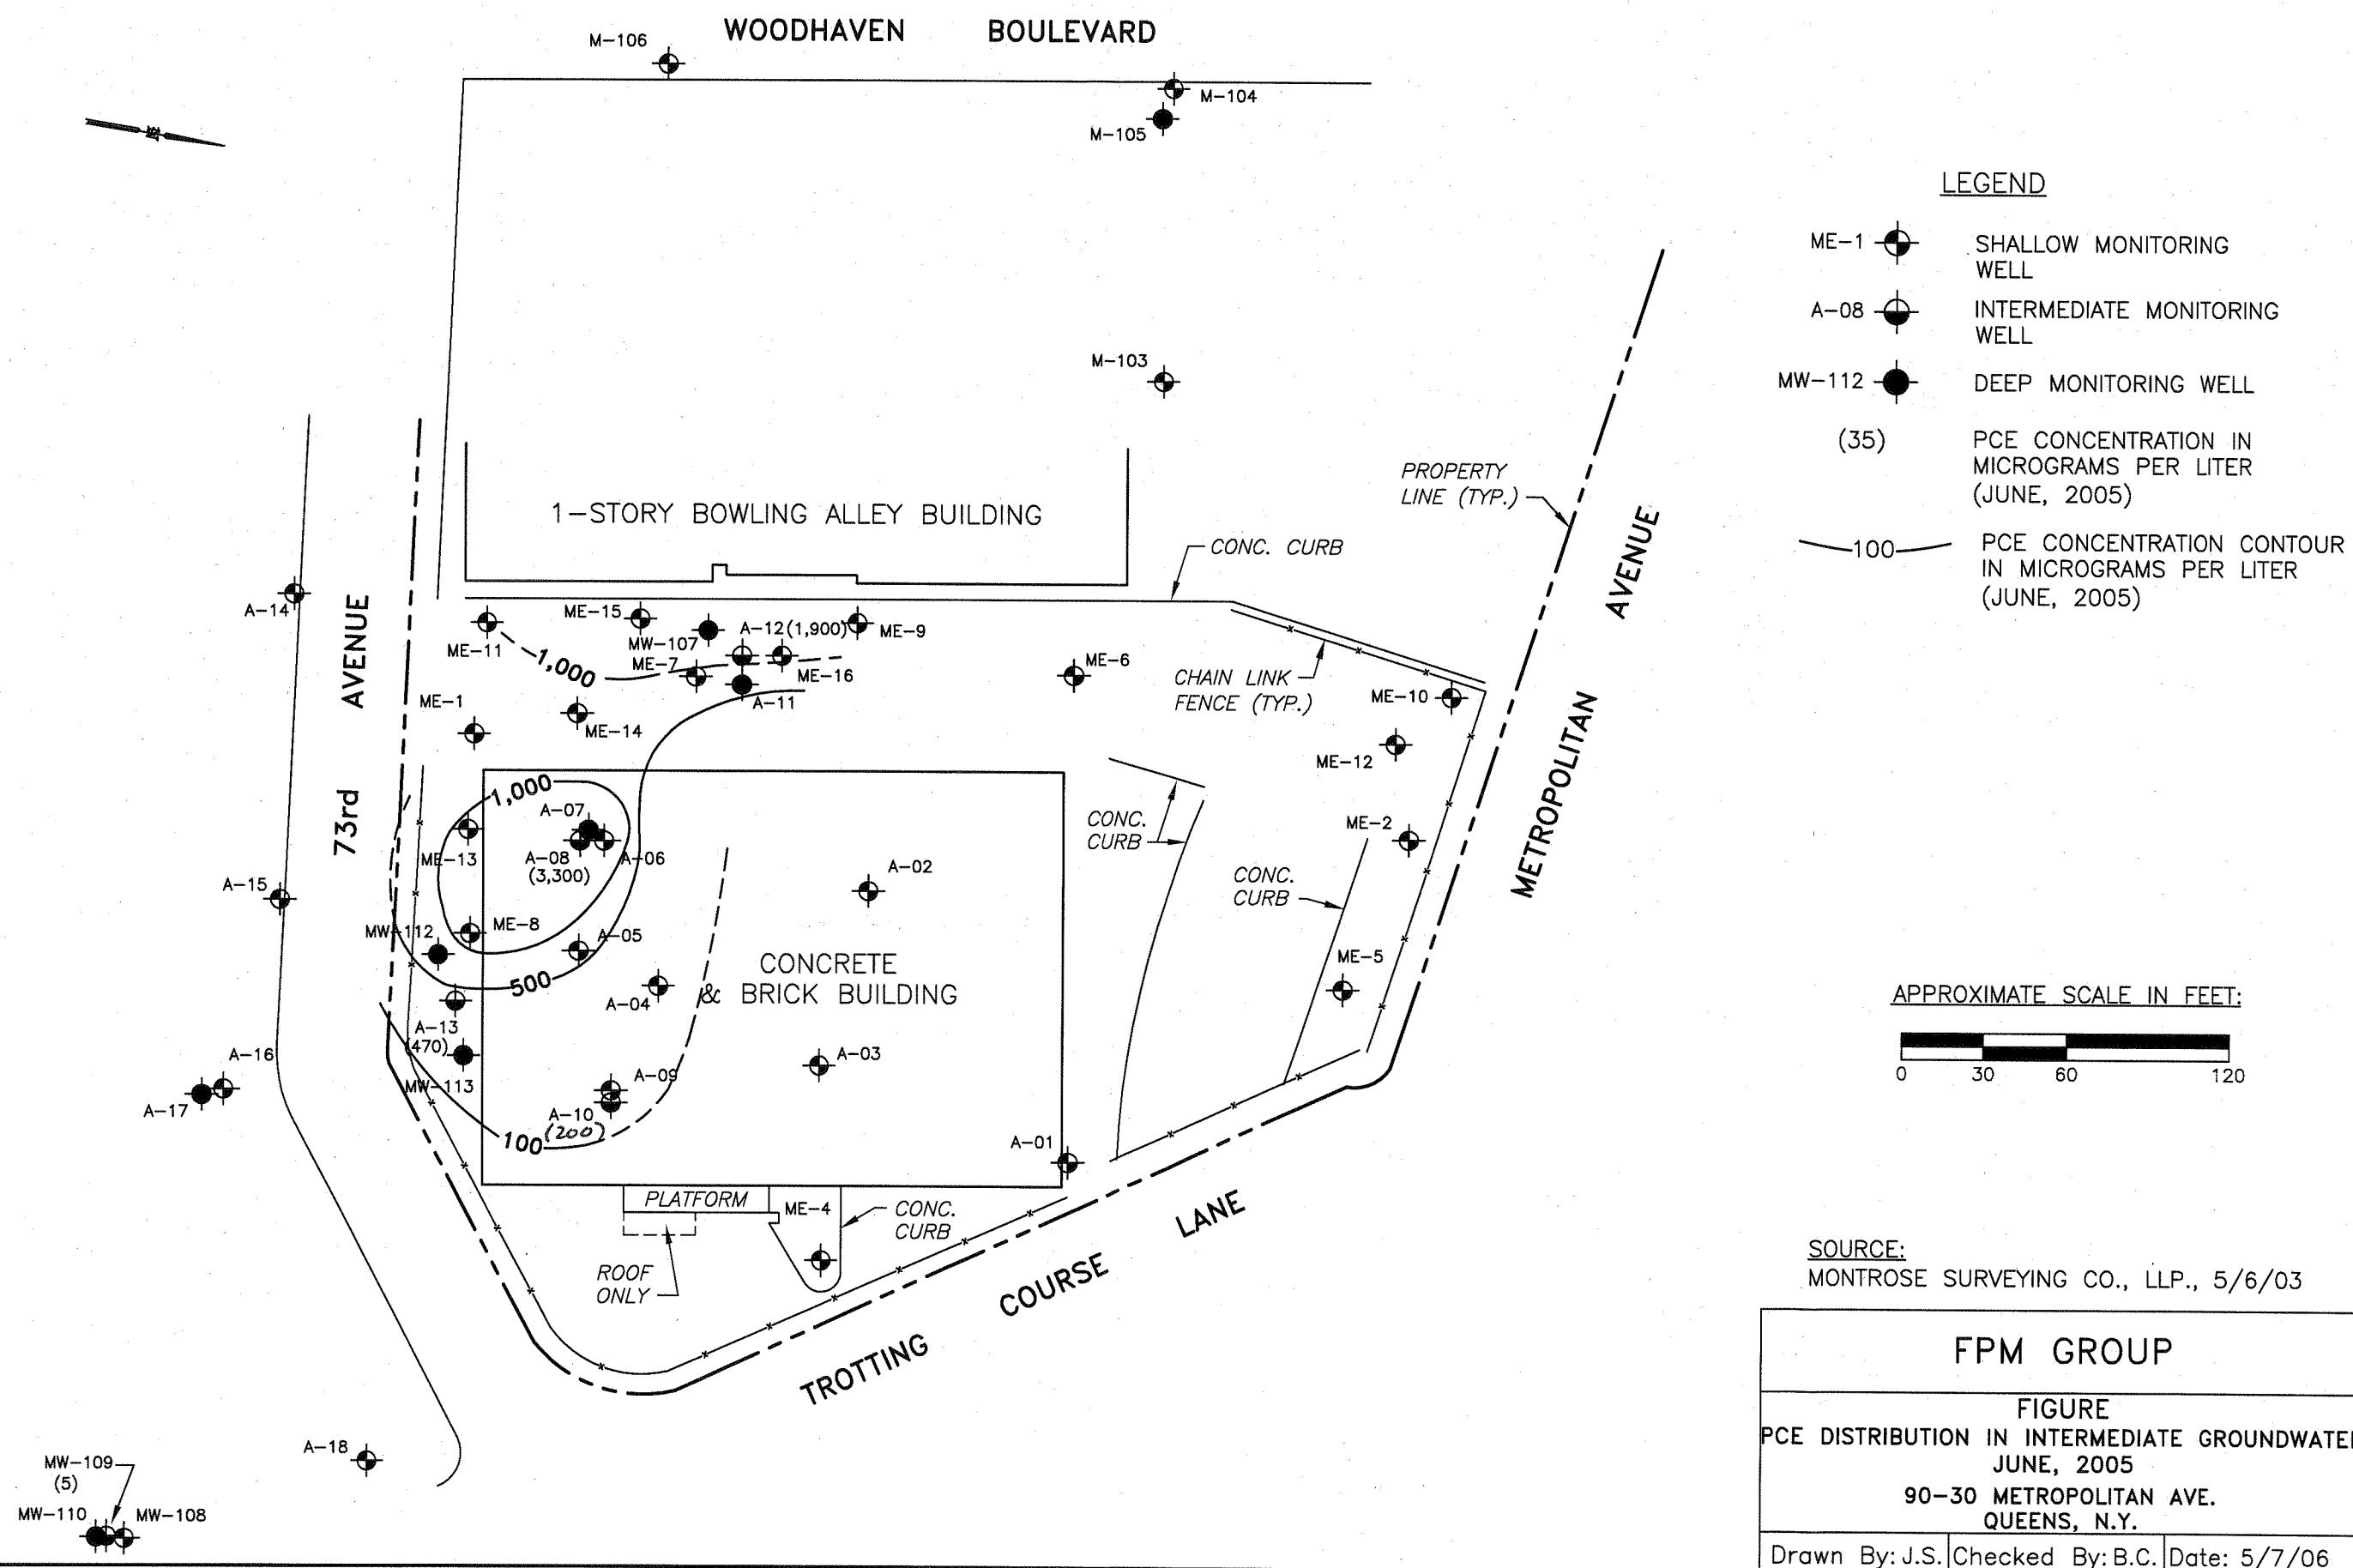 WOODHAVEN BOULEVARD
M-106
M-104
M-105
M-103
LEGEND
ME-1 SHALLOW MONITORING
WELL
A-08 INTERMEDIATE MONITORING
WELL
MW-112 DEEP MONITORING WELL
(35) PCE CONCENTRATION IN
MICROGRAMS PER LITER
(JUNE, 2005)
100 PCE CONCENTRATION CONTOUR
IN MICROGRAMS PER LITER
(JUNE, 2005)
PROPERTY
LINE (TYP.)
1-STORY BOWLING ALLEY BUILDING
CONC. CURB
METROPOLITAN AVENUE
73rd AVENUE
A-14
ME-15
MW-107
A-12(1,900)
ME-9
ME-11
1,000
ME-7
ME-16
A-11
ME-6
CHAIN LINK
FENCE (TYP.)
ME-10
ME-1
ME-14
ME-12
1,000
A-07
ME-13
A-08
(3,300)
A-06
A-02
CONC.
CURB
ME-2
CONC.
CURB
A-15
MW-112
ME-8
A-05
500
A-04
CONCRETE
& BRICK BUILDING
ME-5
A-13
(470)
MW-113
A-16
A-17
A-03
A-09
A-10
(200)
100
A-01
PLATFORM
ME-4
CONC.
CURB
ROOF
ONLY
TROTTING COURSE LANE
A-18
MW-109
(5)
MW-110
MW-108
APPROXIMATE SCALE IN FEET:
0 30 60 120
SOURCE:
MONTROSE SURVEYING CO., LLP., 5/6/03
FPM GROUP
FIGURE
PCE DISTRIBUTION IN INTERMEDIATE GROUNDWATER
JUNE, 2005
90-30 METROPOLITAN AVE.
QUEENS, N.Y.
Drawn By: J.S. Checked By: B.C. Date: 5/7/06